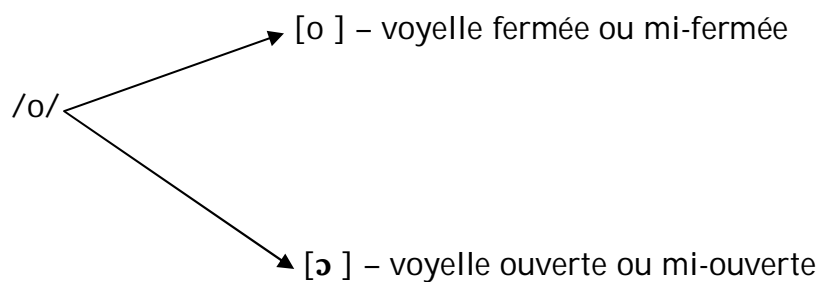 [o ] – voyelle fermée ou mi-fermée
/o/
[ɔ ] – voyelle ouverte ou mi-ouverte